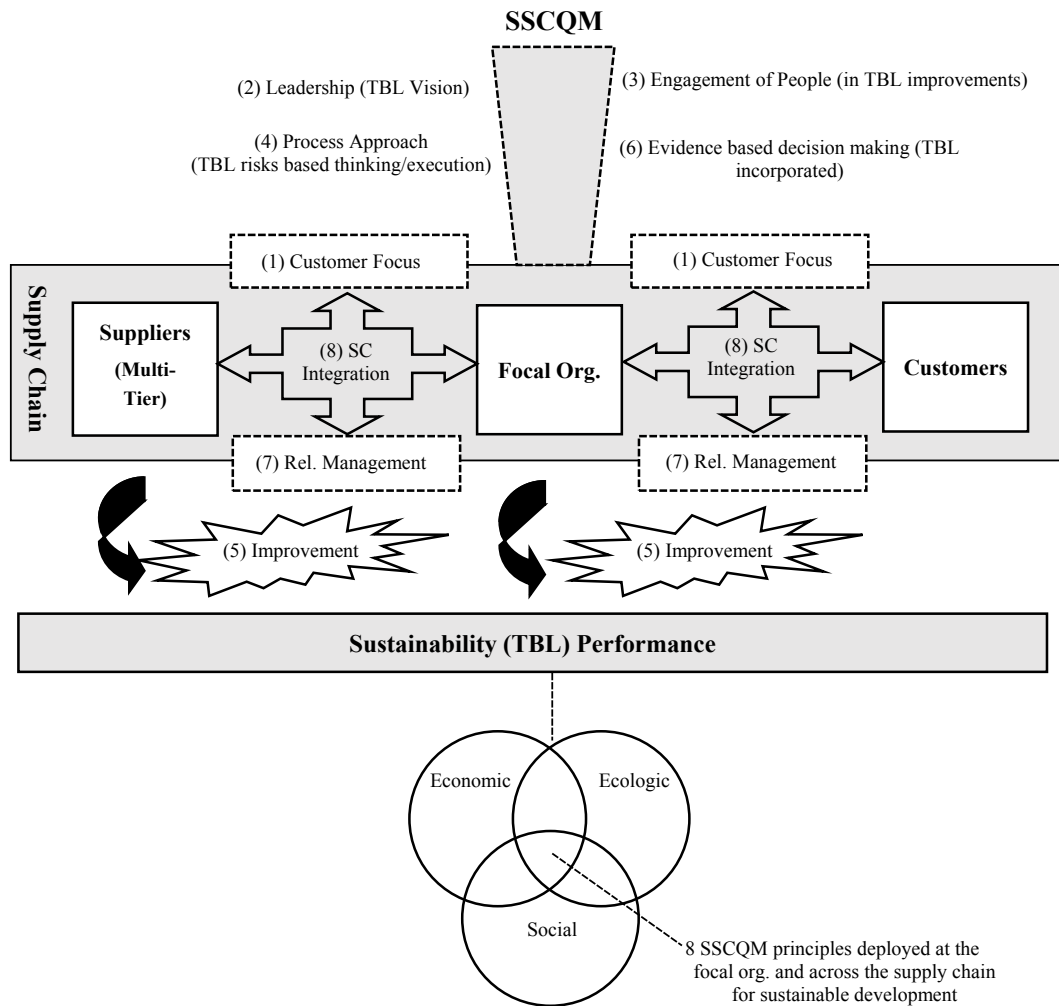 SSCQM
(2) Leadership (TBL Vision)
(3) Engagement of People (in TBL improvements)
(4) Process Approach
(TBL risks based thinking/execution)
(6) Evidence based decision making (TBL
incorporated)
(1) Customer Focus
(1) Customer Focus
Supply Chain
Suppliers
(Multi-
Tier)
(8) SC
Integration
Focal Org.
(8) SC
Integration
Customers
(7) Rel. Management
(7) Rel. Management
(5) Improvement
(5) Improvement
Sustainability (TBL) Performance
Economic
Ecologic
Social
8 SSCQM principles deployed at the
focal org. and across the supply chain
for sustainable development